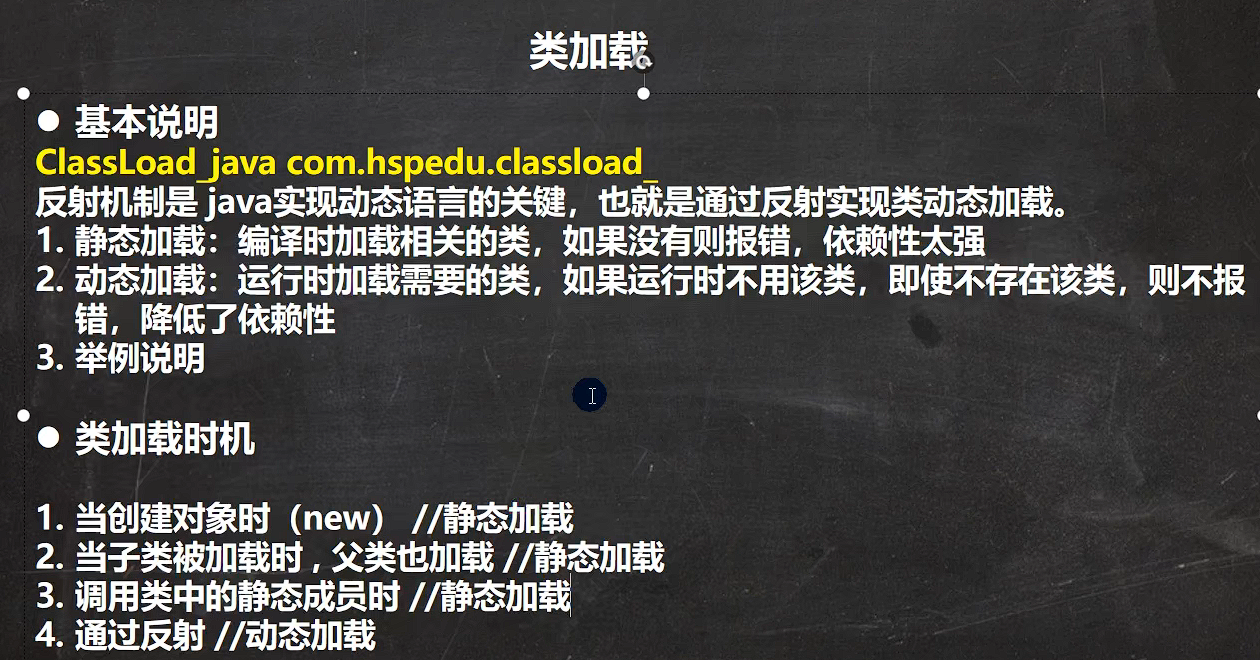 类加载
● 基本说明
ClassLoad_java com.hspedu.classload_
反射机制是 java实现动态语言的关键，也就是通过反射实现类动态加载。
1. 静态加载：编译时加载相关的类，如果没有则报错，依赖性太强
2. 动态加载：运行时加载需要的类，如果运行时不用该类，即使不存在该类，则不报
错，降低了依赖性
3. 举例说明
● 类加载时机
1. 当创建对象时（new） //静态加载
2. 当子类被加载时，父类也加载 //静态加载
3. 调用类中的静态成员时 //静态加载
4. 通过反射 //动态加载